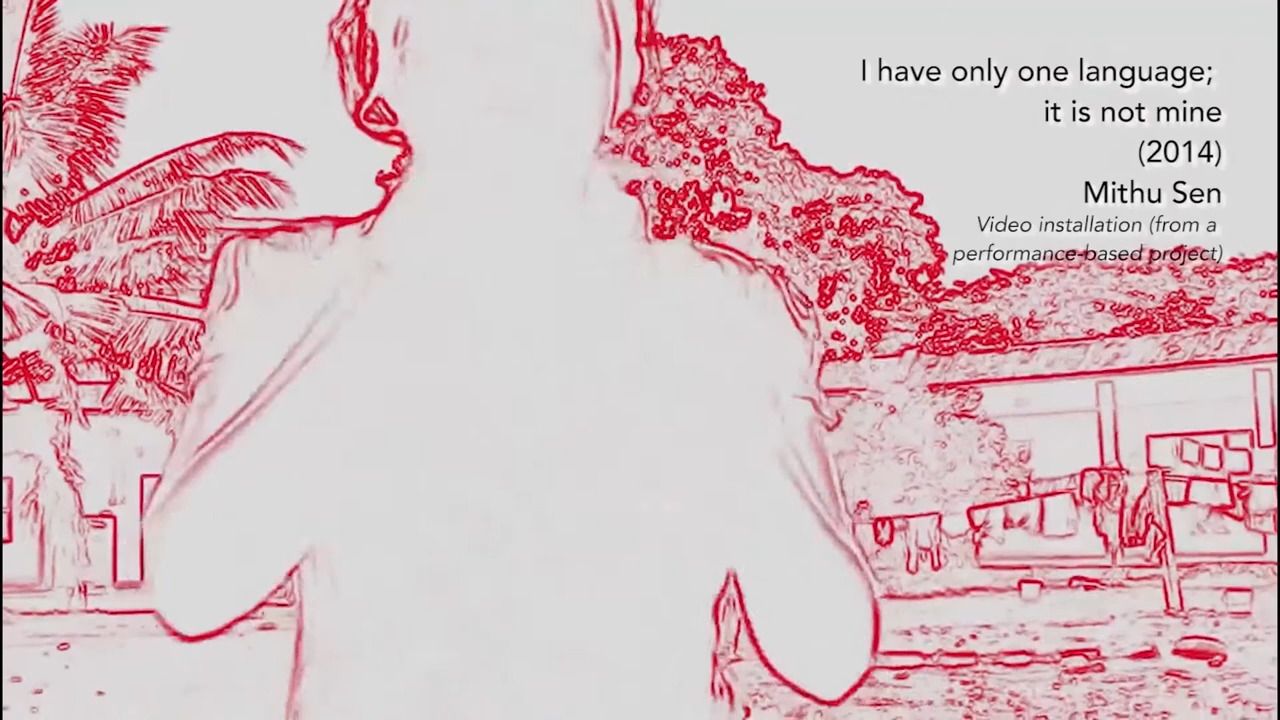 I have only one language;
it is not mine
(2014)
Mithu Sen
Video installation (from a
performance-based project)